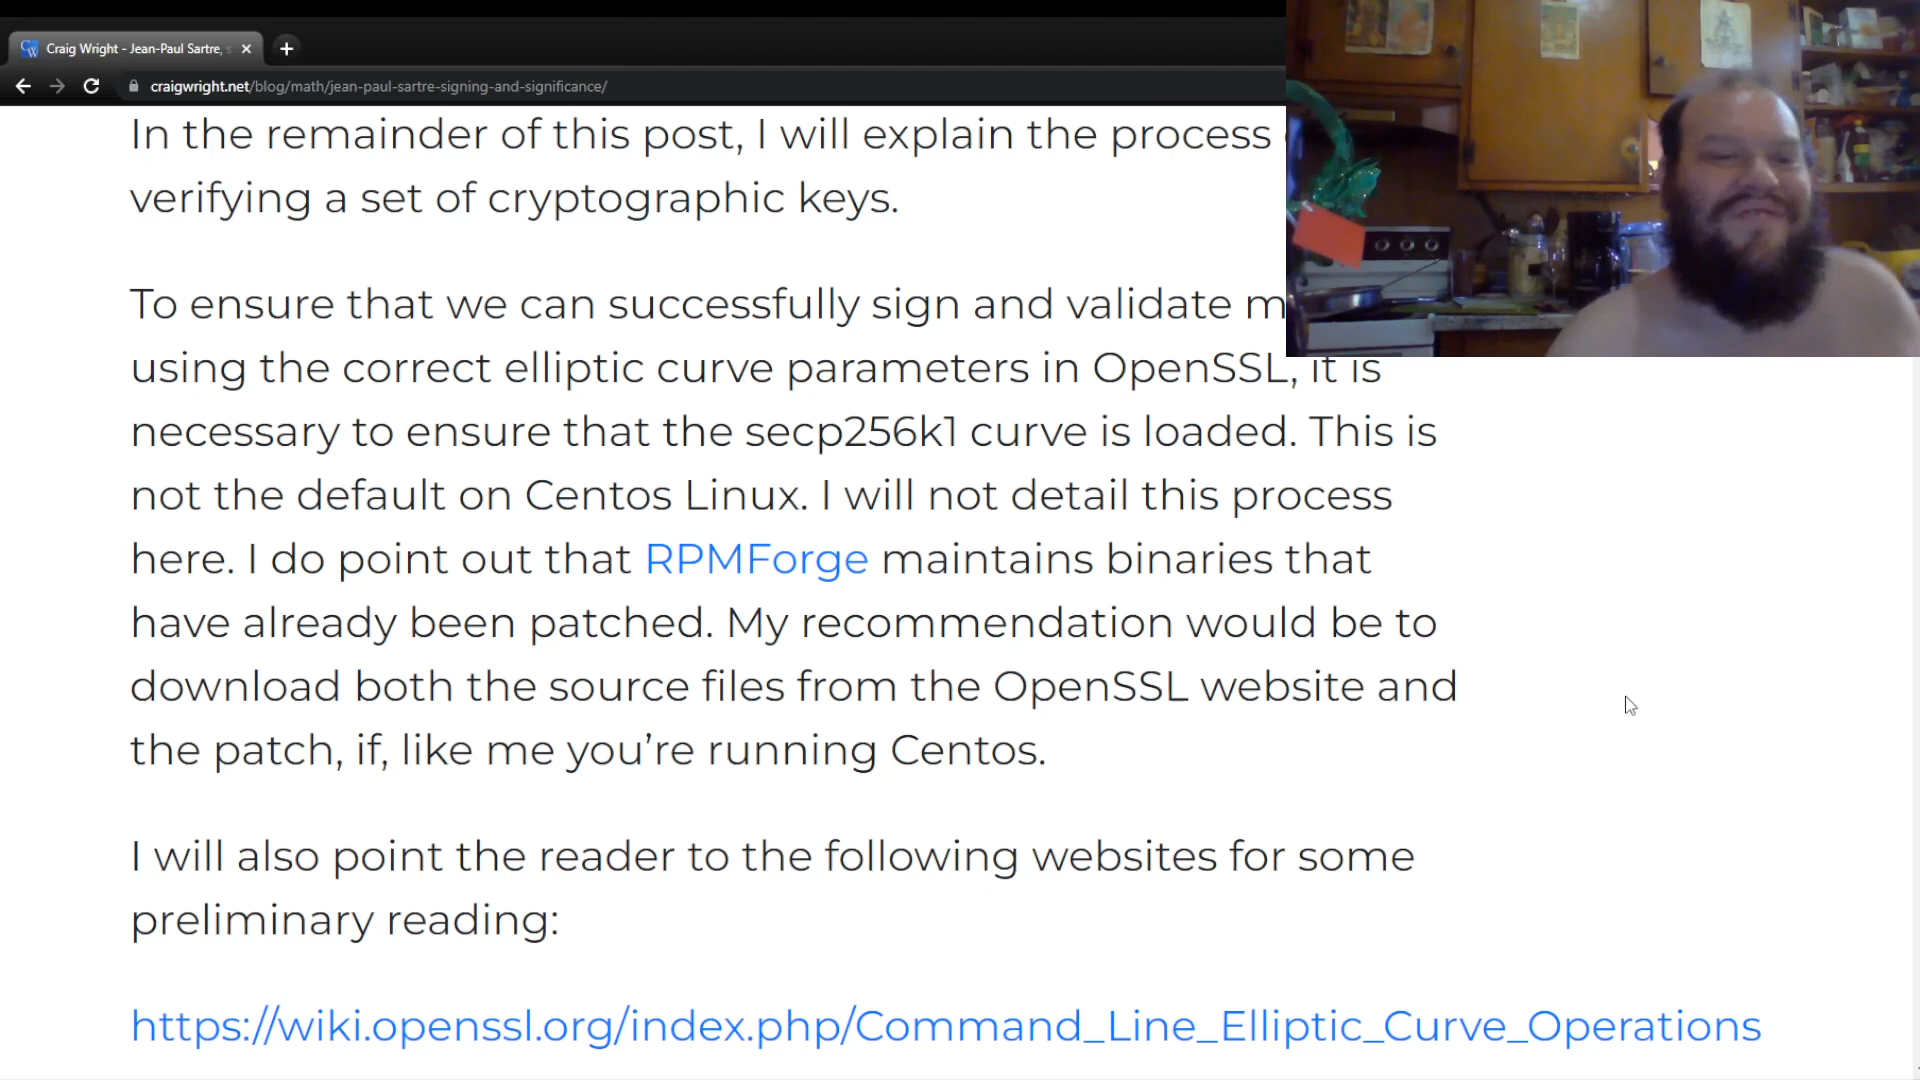 Craig Wright - Jean-Paul Sartre,
craigwright.net/blog/math/jean-paul-sartre-signing-and-significance/
In the remainder of this post, I will explain the process
verifying a set of cryptographic keys.
To ensure that we can successfully sign and validate
using the correct elliptic curve parameters in OpenSSL, it is
necessary to ensure that the secp256k1 curve is loaded. This is
not the default on Centos Linux. I will not detail this process
here. I do point out that RPMForge maintains binaries that
have already been patched. My recommendation would be to
download both the source files from the OpenSSL website and
the patch, if, like me you’re running Centos.
I will also point the reader to the following websites for some
preliminary reading:
https://wiki.openssl.org/index.php/Command_Line_Elliptic_Curve_Operations